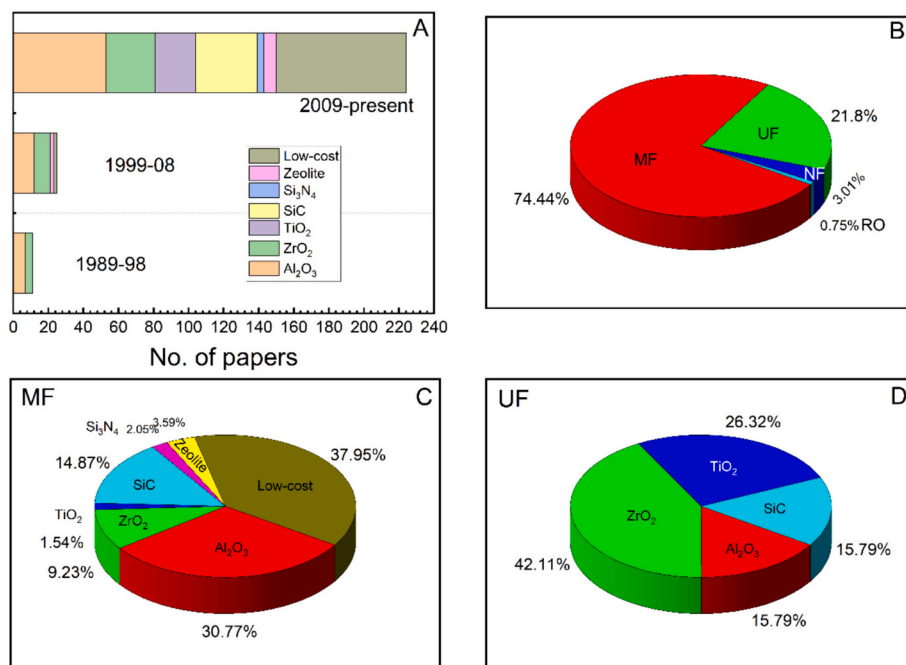 A
2009-present
1999-08
1989-98
Low-cost
Zeolite
Si₃N₄
SiC
TiO₂
ZrO₂
Al₂O₃
0 20 40 60 80 100 120 140 160 180 200 220 240
No. of papers
B
21.8%
UF
MF
NF
3.01%
74.44%
0.75% RO
MF
C
Si₃N₄ 2.05% 3.59%
Zeolite
37.95%
14.87%
SiC
Low-cost
TiO₂
ZrO₂
1.54%
Al₂O₃
9.23%
30.77%
UF
D
26.32%
TiO₂
ZrO₂
SiC
Al₂O₃
42.11%
15.79%
15.79%